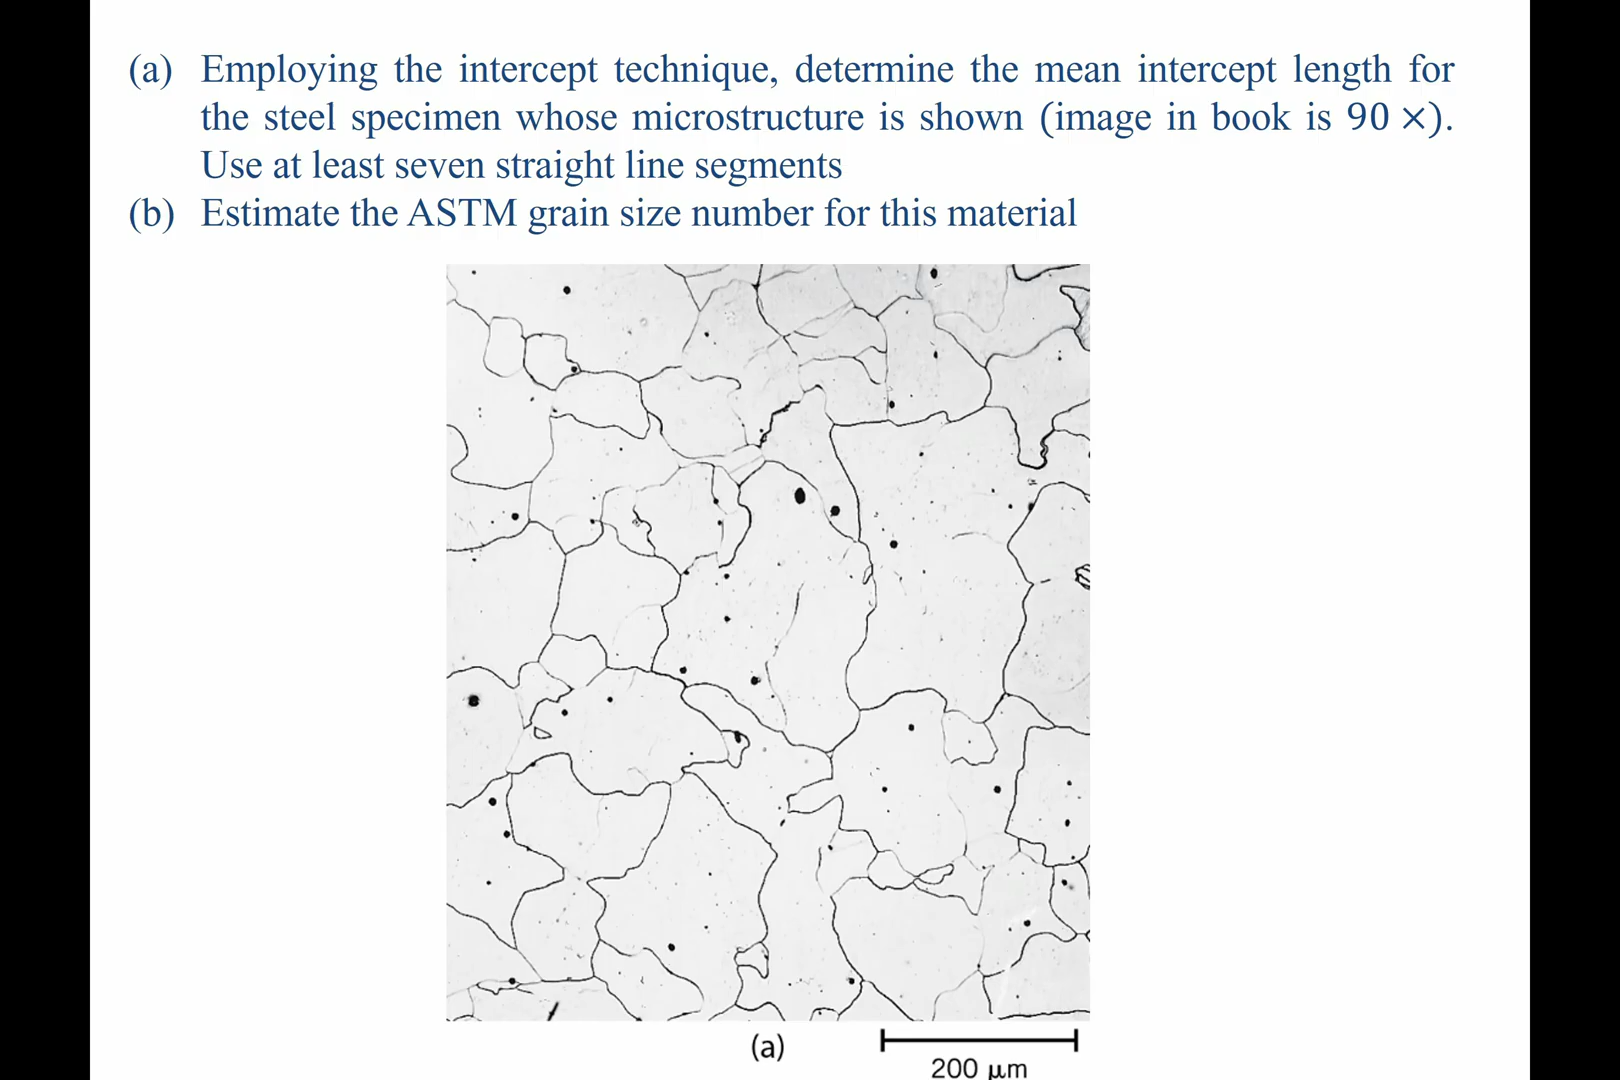 (a) Employing the intercept technique, determine the mean intercept length for
the steel specimen whose microstructure is shown (image in book is 90 ×).
Use at least seven straight line segments
(b) Estimate the ASTM grain size number for this material
(a)
200 μm